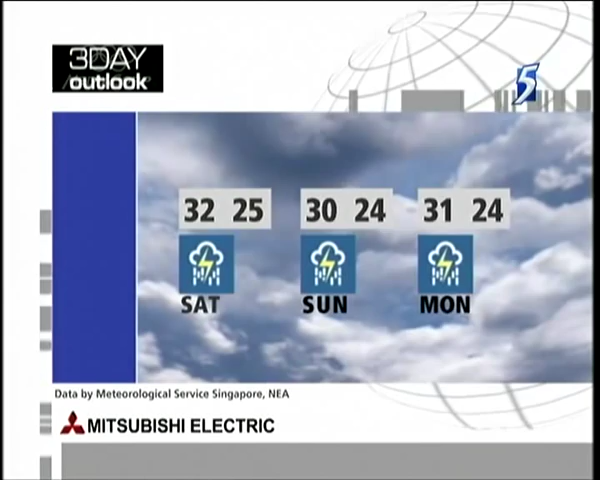 3DAY
outlook
5
32 25 30 24 31 24
SAT SUN MON
Data by Meteorological Service Singapore, NEA
MITSUBISHI ELECTRIC